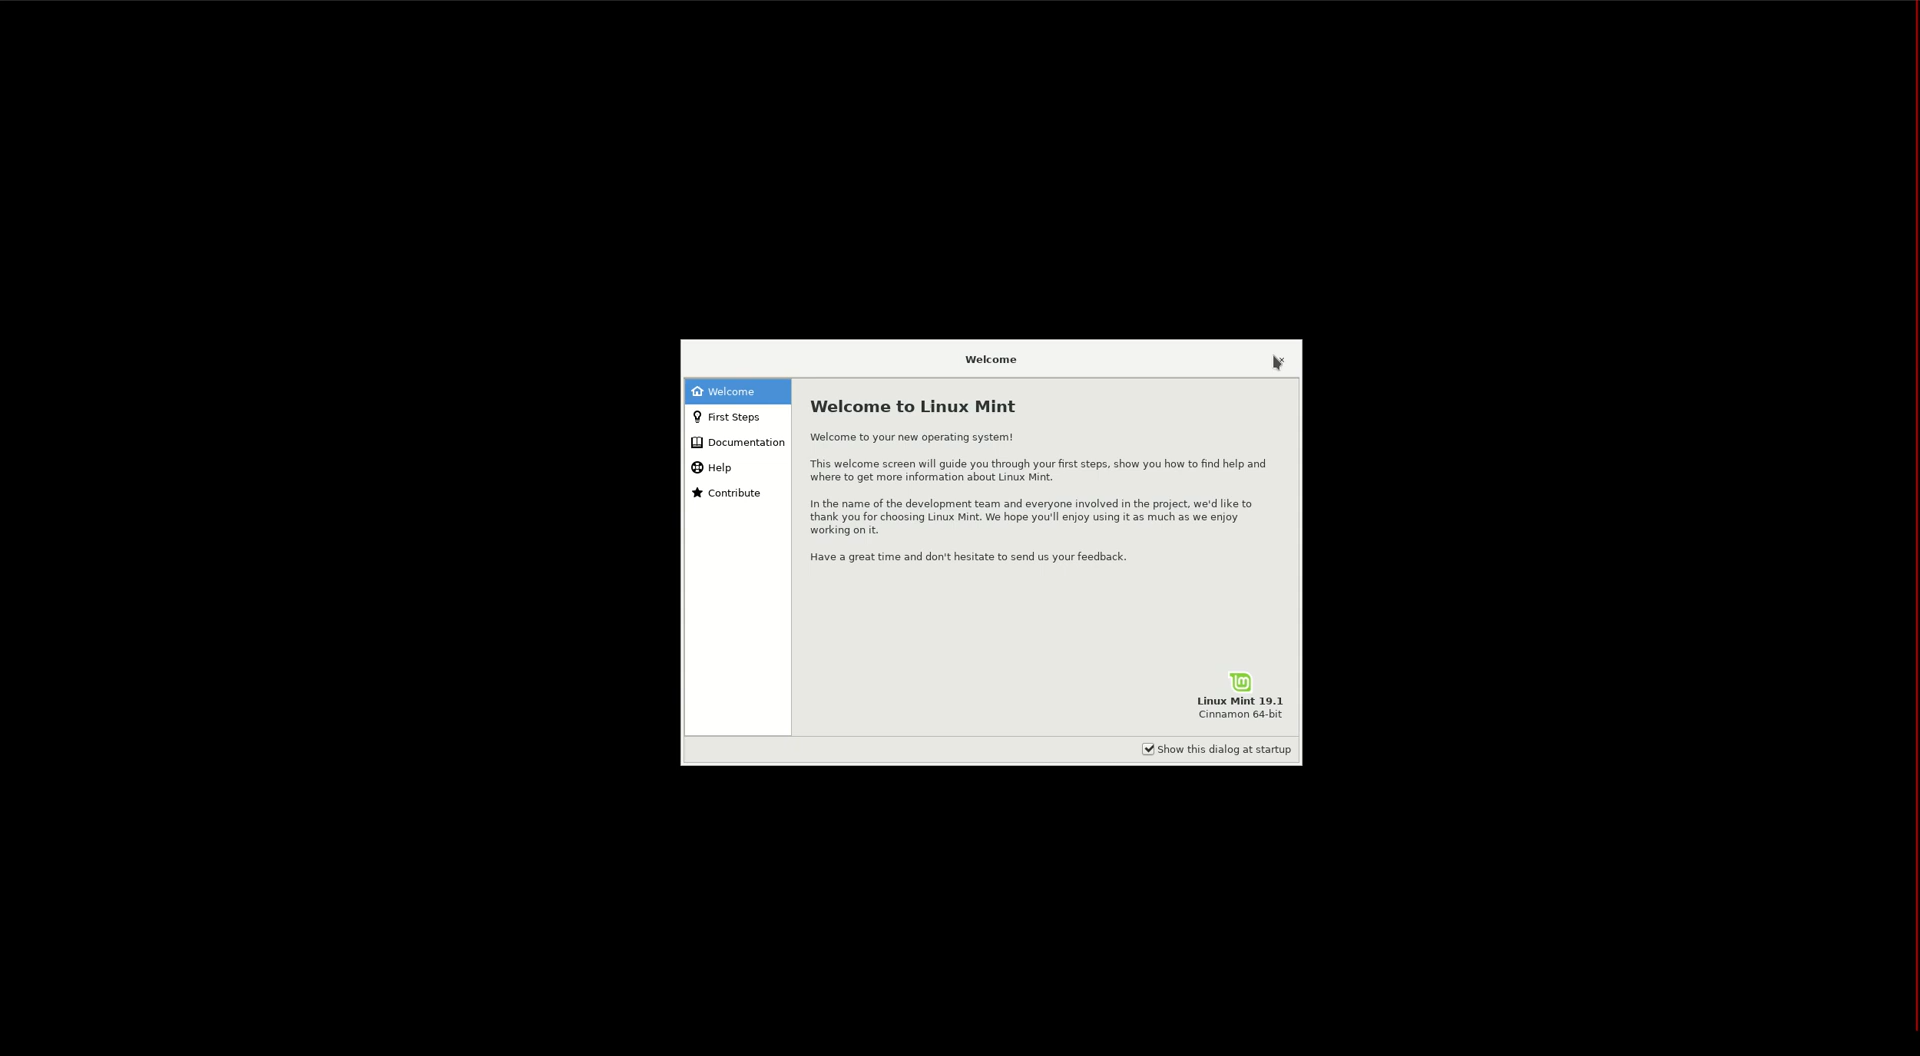 Welcome
Welcome
First Steps
Documentation
Help
Contribute
Welcome to Linux Mint
Welcome to your new operating system!
This welcome screen will guide you through your first steps, show you how to find help and
where to get more information about Linux Mint.
In the name of the development team and everyone involved in the project, we'd like to
thank you for choosing Linux Mint. We hope you'll enjoy using it as much as we enjoy
working on it.
Have a great time and don't hesitate to send us your feedback.
Linux Mint 19.1
Cinnamon 64-bit
Show this dialog at startup